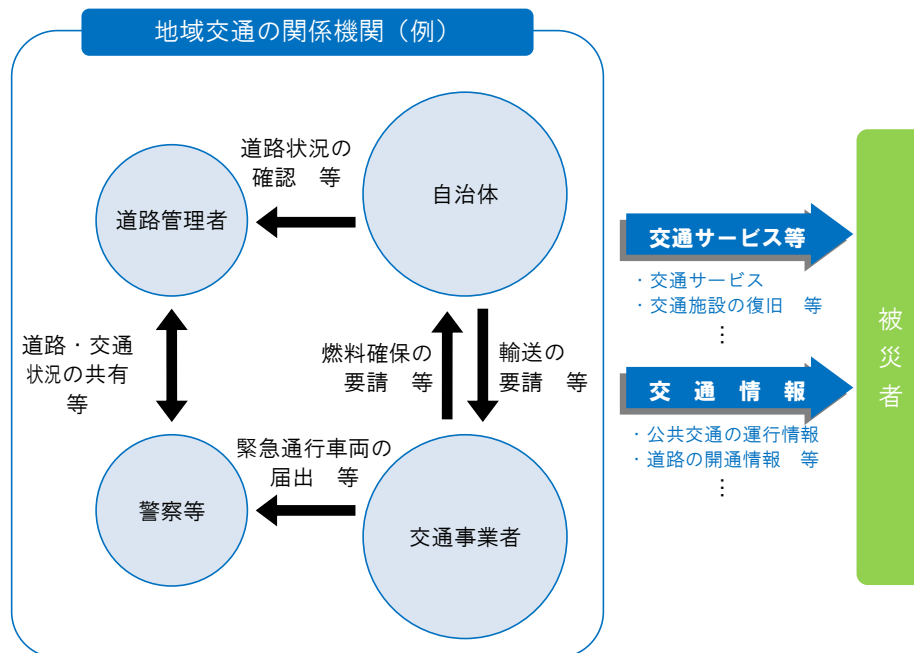 地域交通の関係機関（例）
道路状況の
確認　等
自治体
道路管理者
道路・交通
状況の共有
等
燃料確保の
要請　等
輸送の
要請　等
緊急通行車両の
届出　等
警察等
交通事業者
交通サービス等
・交通サービス
・交通施設の復旧　等
⋮
交　通　情　報
・公共交通の運行情報
・道路の開通情報　等
⋮
被災者